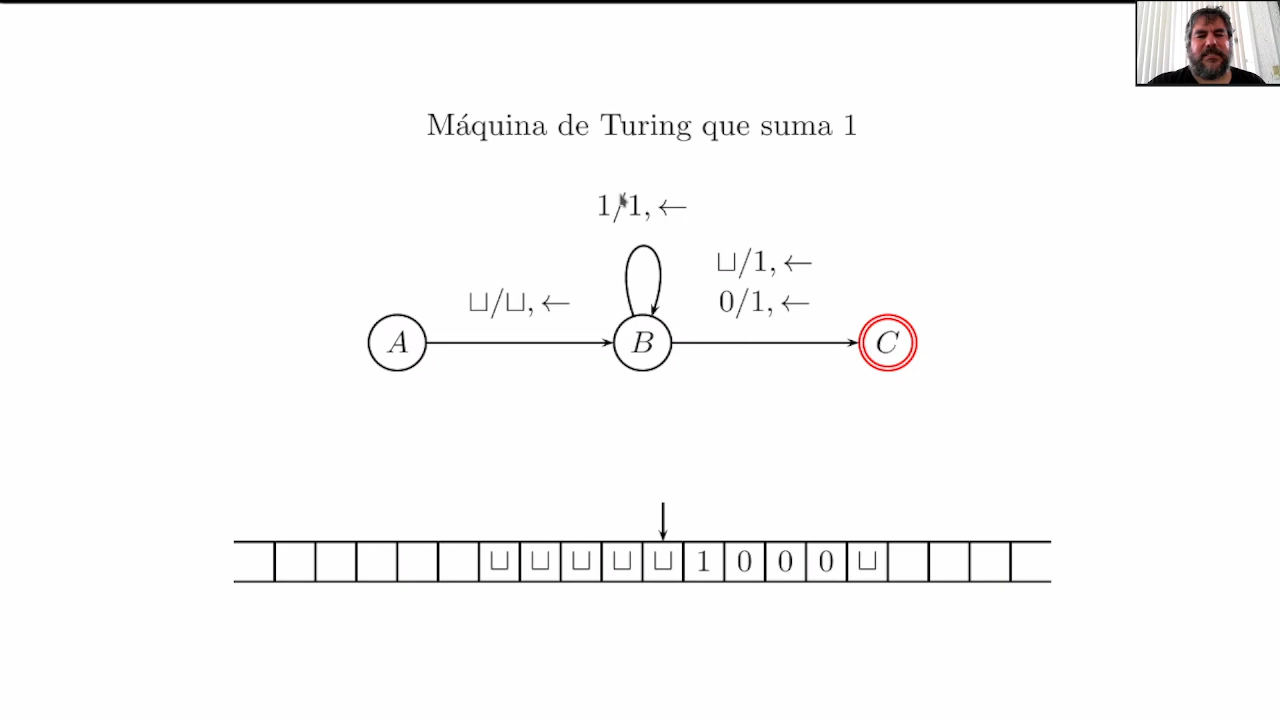 Máquina de Turing que suma 1
1/1, ←
⊔/1, ←
⊔/⊔, ←
0/1, ←
A
B
C
⊔ ⊔ ⊔ ⊔ ⊔ 1 0 0 0 ⊔